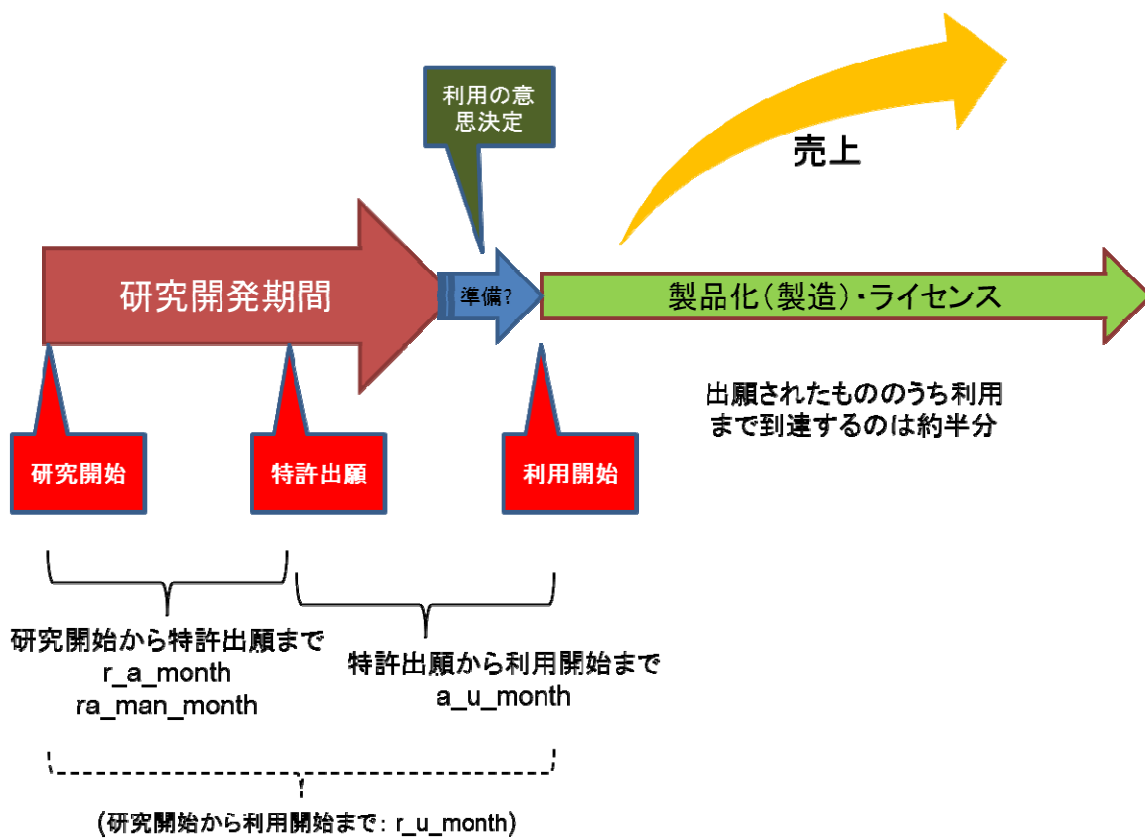 利用の意
思決定
売上
研究開発期間
準備?
製品化(製造)・ライセンス
出願されたもののうち利用
まで到達するのは約半分
研究開始
特許出願
利用開始
研究開始から特許出願まで
r_a_month
ra_man_month
特許出願から利用開始まで
a_u_month
(研究開始から利用開始まで: r_u_month)